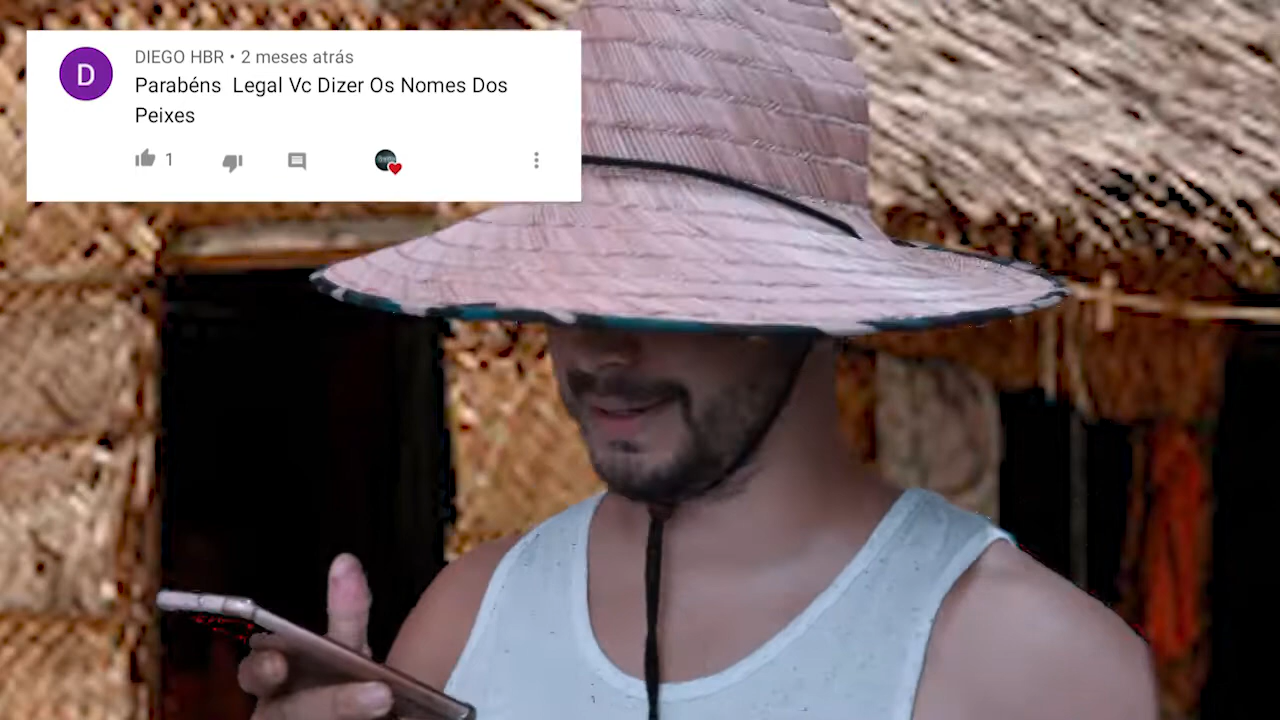 D
DIEGO HBR • 2 meses atrás
Parabéns  Legal Vc Dizer Os Nomes Dos
Peixes
1